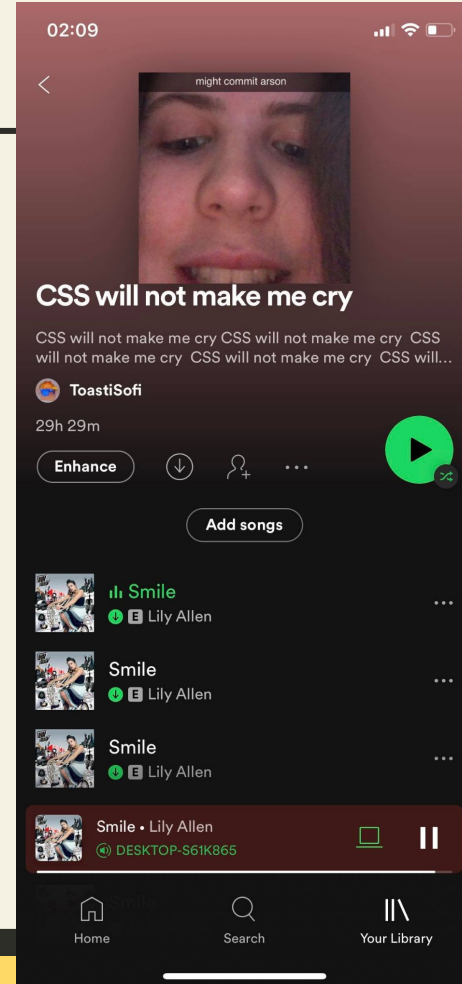 02:09
might commit arson
CSS will not make me cry
CSS will not make me cry CSS will not make me cry CSS
will not make me cry CSS will not make me cry CSS will...
ToastiSofi
29h 29m
Enhance
Add songs
Smile
E Lily Allen
Smile
E Lily Allen
Smile
E Lily Allen
Smile • Lily Allen
DESKTOP-S61K865
Smile
Home
Search
Your Library